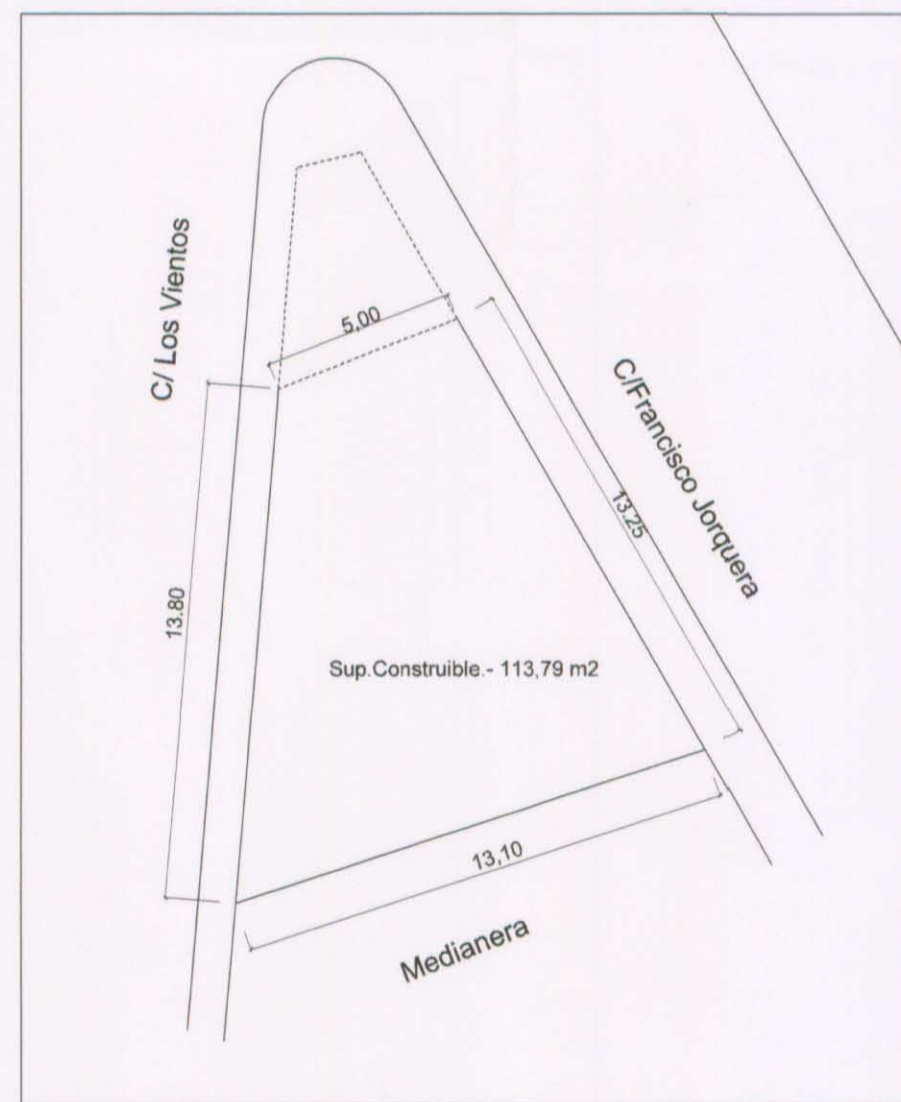 C/ Los Vientos
5,00
C/Francisco Jorquera
13.25
13.80
Sup.Construible.- 113,79 m2
13,10
Medianera